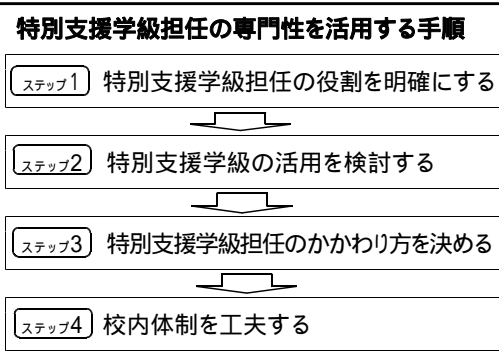 特別支援学級担任の専門性を活用する手順
ステップ1 特別支援学級担任の役割を明確にする
ステップ2 特別支援学級の活用を検討する
ステップ3 特別支援学級担任のかかわり方を決める
ステップ4 校内体制を工夫する